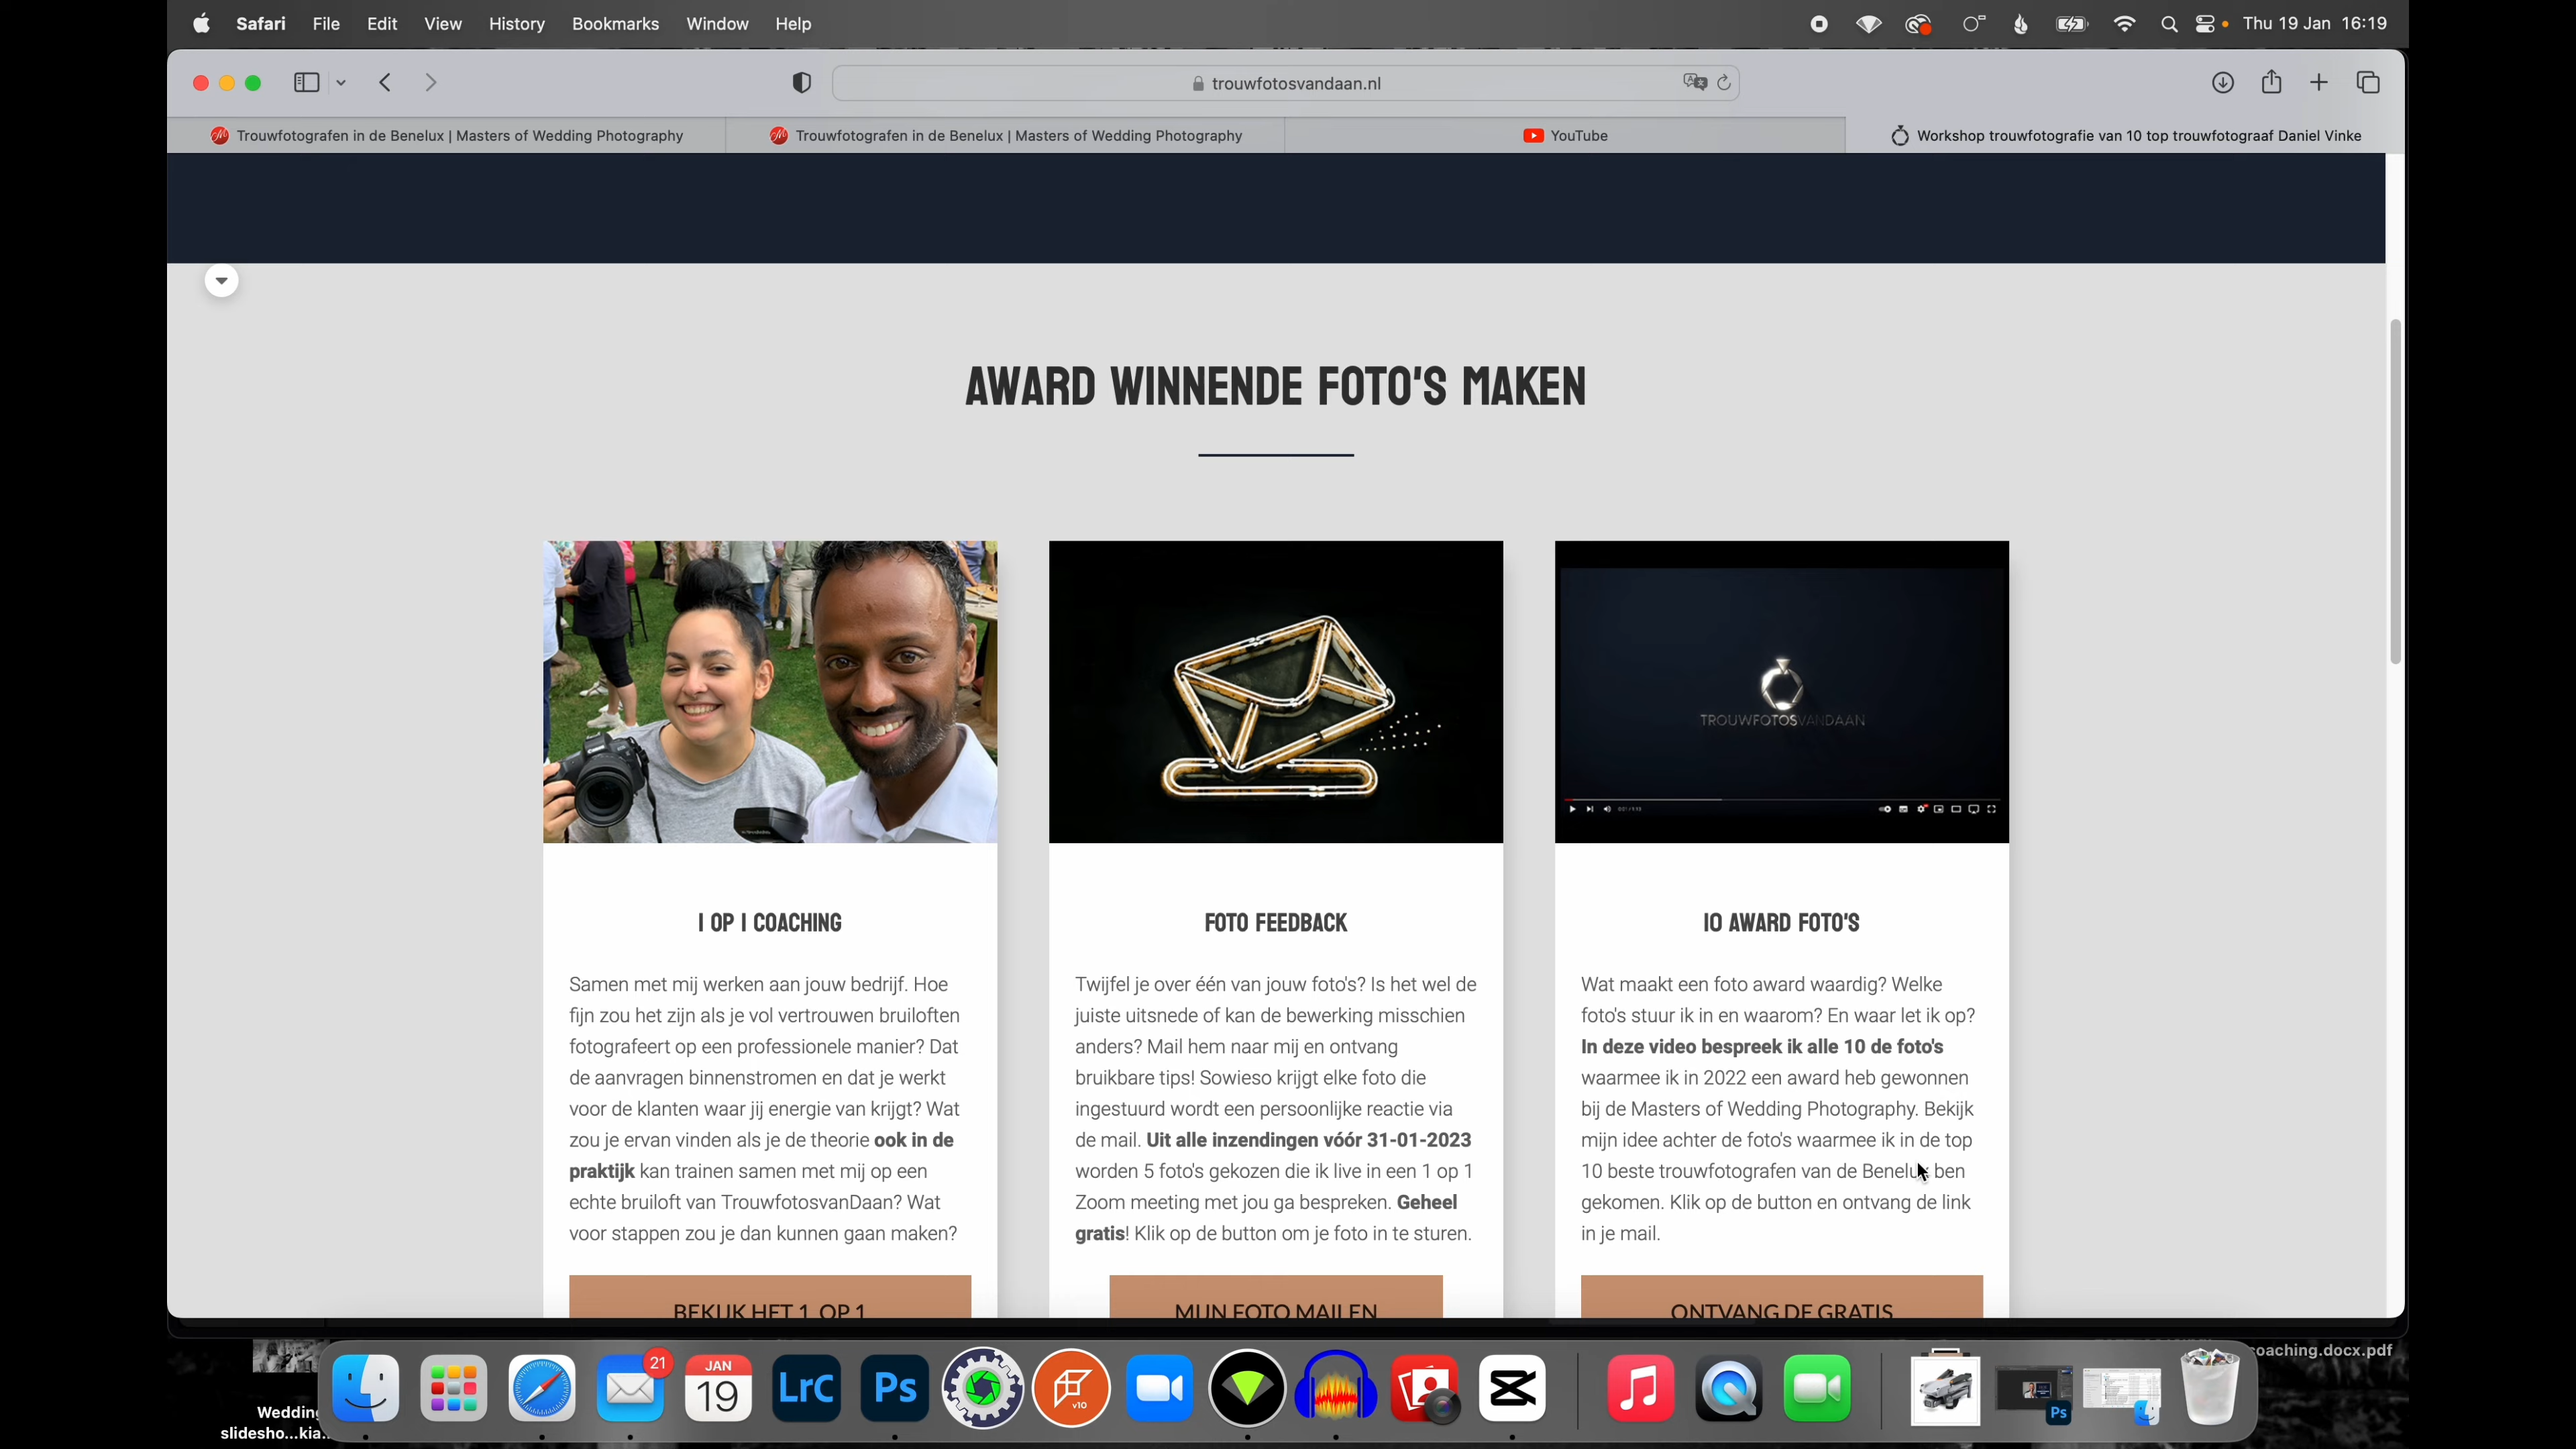 Safari File Edit View History Bookmarks Window Help
Thu 19 Jan 16:19
trouwfotosvandaan.nl
Trouwfotografen in de Benelux | Masters of Wedding Photography
Trouwfotografen in de Benelux | Masters of Wedding Photography
YouTube
Workshop trouwfotografie van 10 top trouwfotograaf Daniel Vinke
AWARD WINNENDE FOTO'S MAKEN
TROUWFOTOSVANDAAN
1 OP 1 COACHING
Samen met mij werken aan jouw bedrijf. Hoe
fijn zou het zijn als je vol vertrouwen bruiloften
fotografeert op een professionele manier? Dat
de aanvragen binnenstromen en dat je werkt
voor de klanten waar jij energie van krijgt? Wat
zou je ervan vinden als je de theorie ook in de
praktijk kan trainen samen met mij op een
echte bruiloft van TrouwfotosvanDaan? Wat
voor stappen zou je dan kunnen gaan maken?
BEKIJK HET 1 OP 1
FOTO FEEDBACK
Twijfel je over één van jouw foto's? Is het wel de
juiste uitsnede of kan de bewerking misschien
anders? Mail hem naar mij en ontvang
bruikbare tips! Sowieso krijgt elke foto die
ingestuurd wordt een persoonlijke reactie via
de mail. Uit alle inzendingen vóór 31-01-2023
worden 5 foto's gekozen die ik live in een 1 op 1
Zoom meeting met jou ga bespreken. Geheel
gratis! Klik op de button om je foto in te sturen.
MIJN FOTO MAILEN
10 AWARD FOTO'S
Wat maakt een foto award waardig? Welke
foto's stuur ik in en waarom? En waar let ik op?
In deze video bespreek ik alle 10 de foto's
waarmee ik in 2022 een award heb gewonnen
bij de Masters of Wedding Photography. Bekijk
mijn idee achter de foto's waarmee ik in de top
10 beste trouwfotografen van de Benelux ben
gekomen. Klik op de button en ontvang de link
in je mail.
ONTVANG DE GRATIS
coaching.docx.pdf
21
JAN
19
LrC
Ps
v10
Ps
Wedding
slidesho...kia..